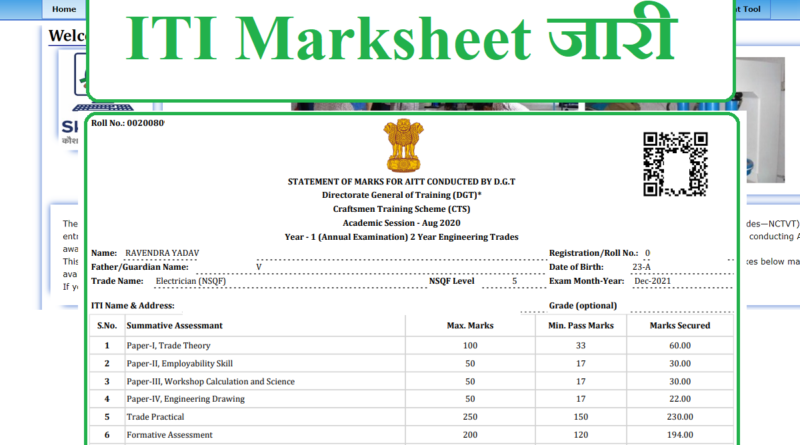 Home
t Tool
ITI Marksheet जारी
Welc
Sk
कौश
Roll No.: 0020080
STATEMENT OF MARKS FOR AITT CONDUCTED BY D.G.T
Directorate General of Training (DGT)*
Craftsmen Training Scheme (CTS)
Academic Session - Aug 2020
Year - 1 (Annual Examination) 2 Year Engineering Trades
The
des—NCTVT)
entr
conducting A
awa
This
xes below ma
ava
If yo
Name: RAVENDRA YADAV Registration/Roll No.: 0
Father/Guardian Name: V Date of Birth: 23-A
Trade Name: Electrician (NSQF) NSQF Level 5 Exam Month-Year: Dec-2021
ITI Name & Address: Grade (optional)
S.No. Summative Assessmant Max. Marks Min. Pass Marks Marks Secured
1 Paper-I, Trade Theory 100 33 60.00
2 Paper-II, Employability Skill 50 17 30.00
3 Paper-III, Workshop Calculation and Science 50 17 30.00
4 Paper-IV, Engineering Drawing 50 17 22.00
5 Trade Practical 250 150 230.00
6 Formative Assessment 200 120 194.00